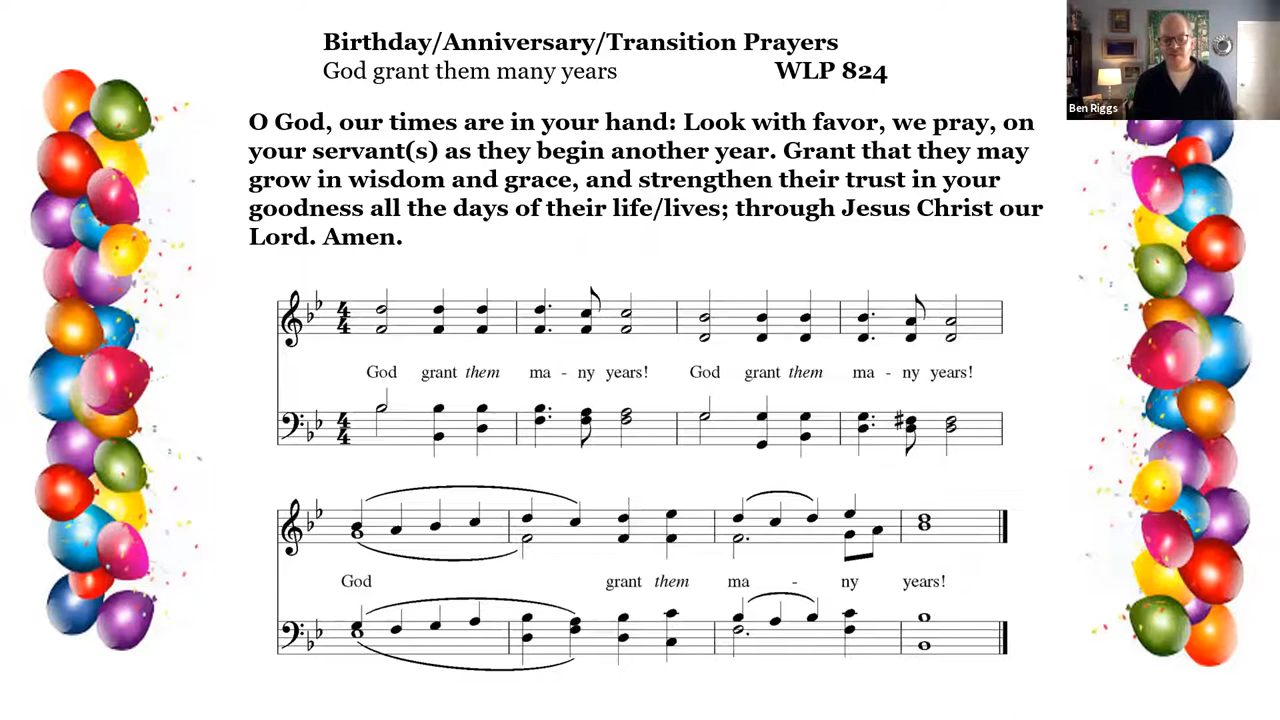 Birthday/Anniversary/Transition Prayers
God grant them many years WLP 824
Ben Riggs
O God, our times are in your hand: Look with favor, we pray, on
your servant(s) as they begin another year. Grant that they may
grow in wisdom and grace, and strengthen their trust in your
goodness all the days of their life/lives; through Jesus Christ our
Lord. Amen.
4
4
God grant them ma - ny years! God grant them ma - ny years!
4
4
God grant them ma - ny years!